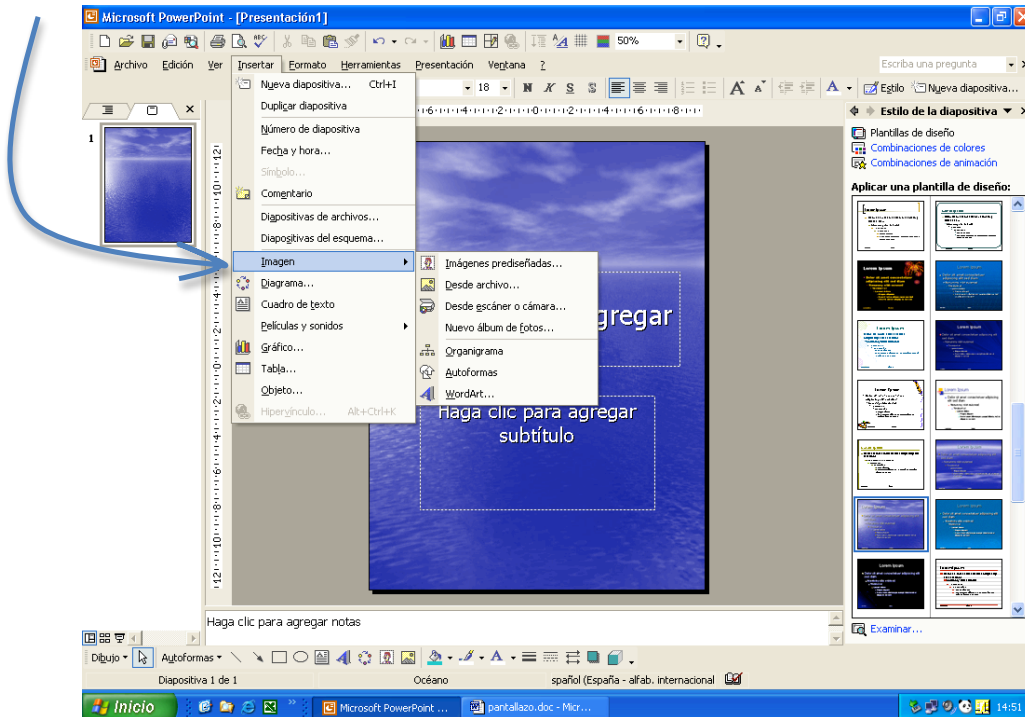 Microsoft PowerPoint - [Presentación1]
50%
Archivo Edición Ver Insertar Formato Herramientas Presentación Ventana ?
Escriba una pregunta
18 N K S S A A A Estilo Nueva diapositiva...
Nueva diapositiva... Ctrl+I
Duplicar diapositiva
Número de diapositiva
Fecha y hora...
Símbolo...
Comentario
Diapositivas de archivos...
Diapositivas del esquema...
Imagen
Diagrama...
Cuadro de texto
Películas y sonidos
Gráfico...
Tabla...
Objeto...
Hipervínculo... Alt+Ctrl+K
Imágenes prediseñadas...
Desde archivo...
Desde escáner o cámara...
Nuevo álbum de fotos...
Organigrama
Autoformas
WordArt...
1
gregar
Haga clic para agregar
subtítulo
Estilo de la diapositiva
Plantillas de diseño
Combinaciones de colores
Combinaciones de animación
Aplicar una plantilla de diseño:
Examinar...
Haga clic para agregar notas
Dibujo Autoformas
Diapositiva 1 de 1
Océano
spañol (España - alfab. internacional
Inicio
Microsoft PowerPoint ...
pantallazo.doc - Micr...
14:51